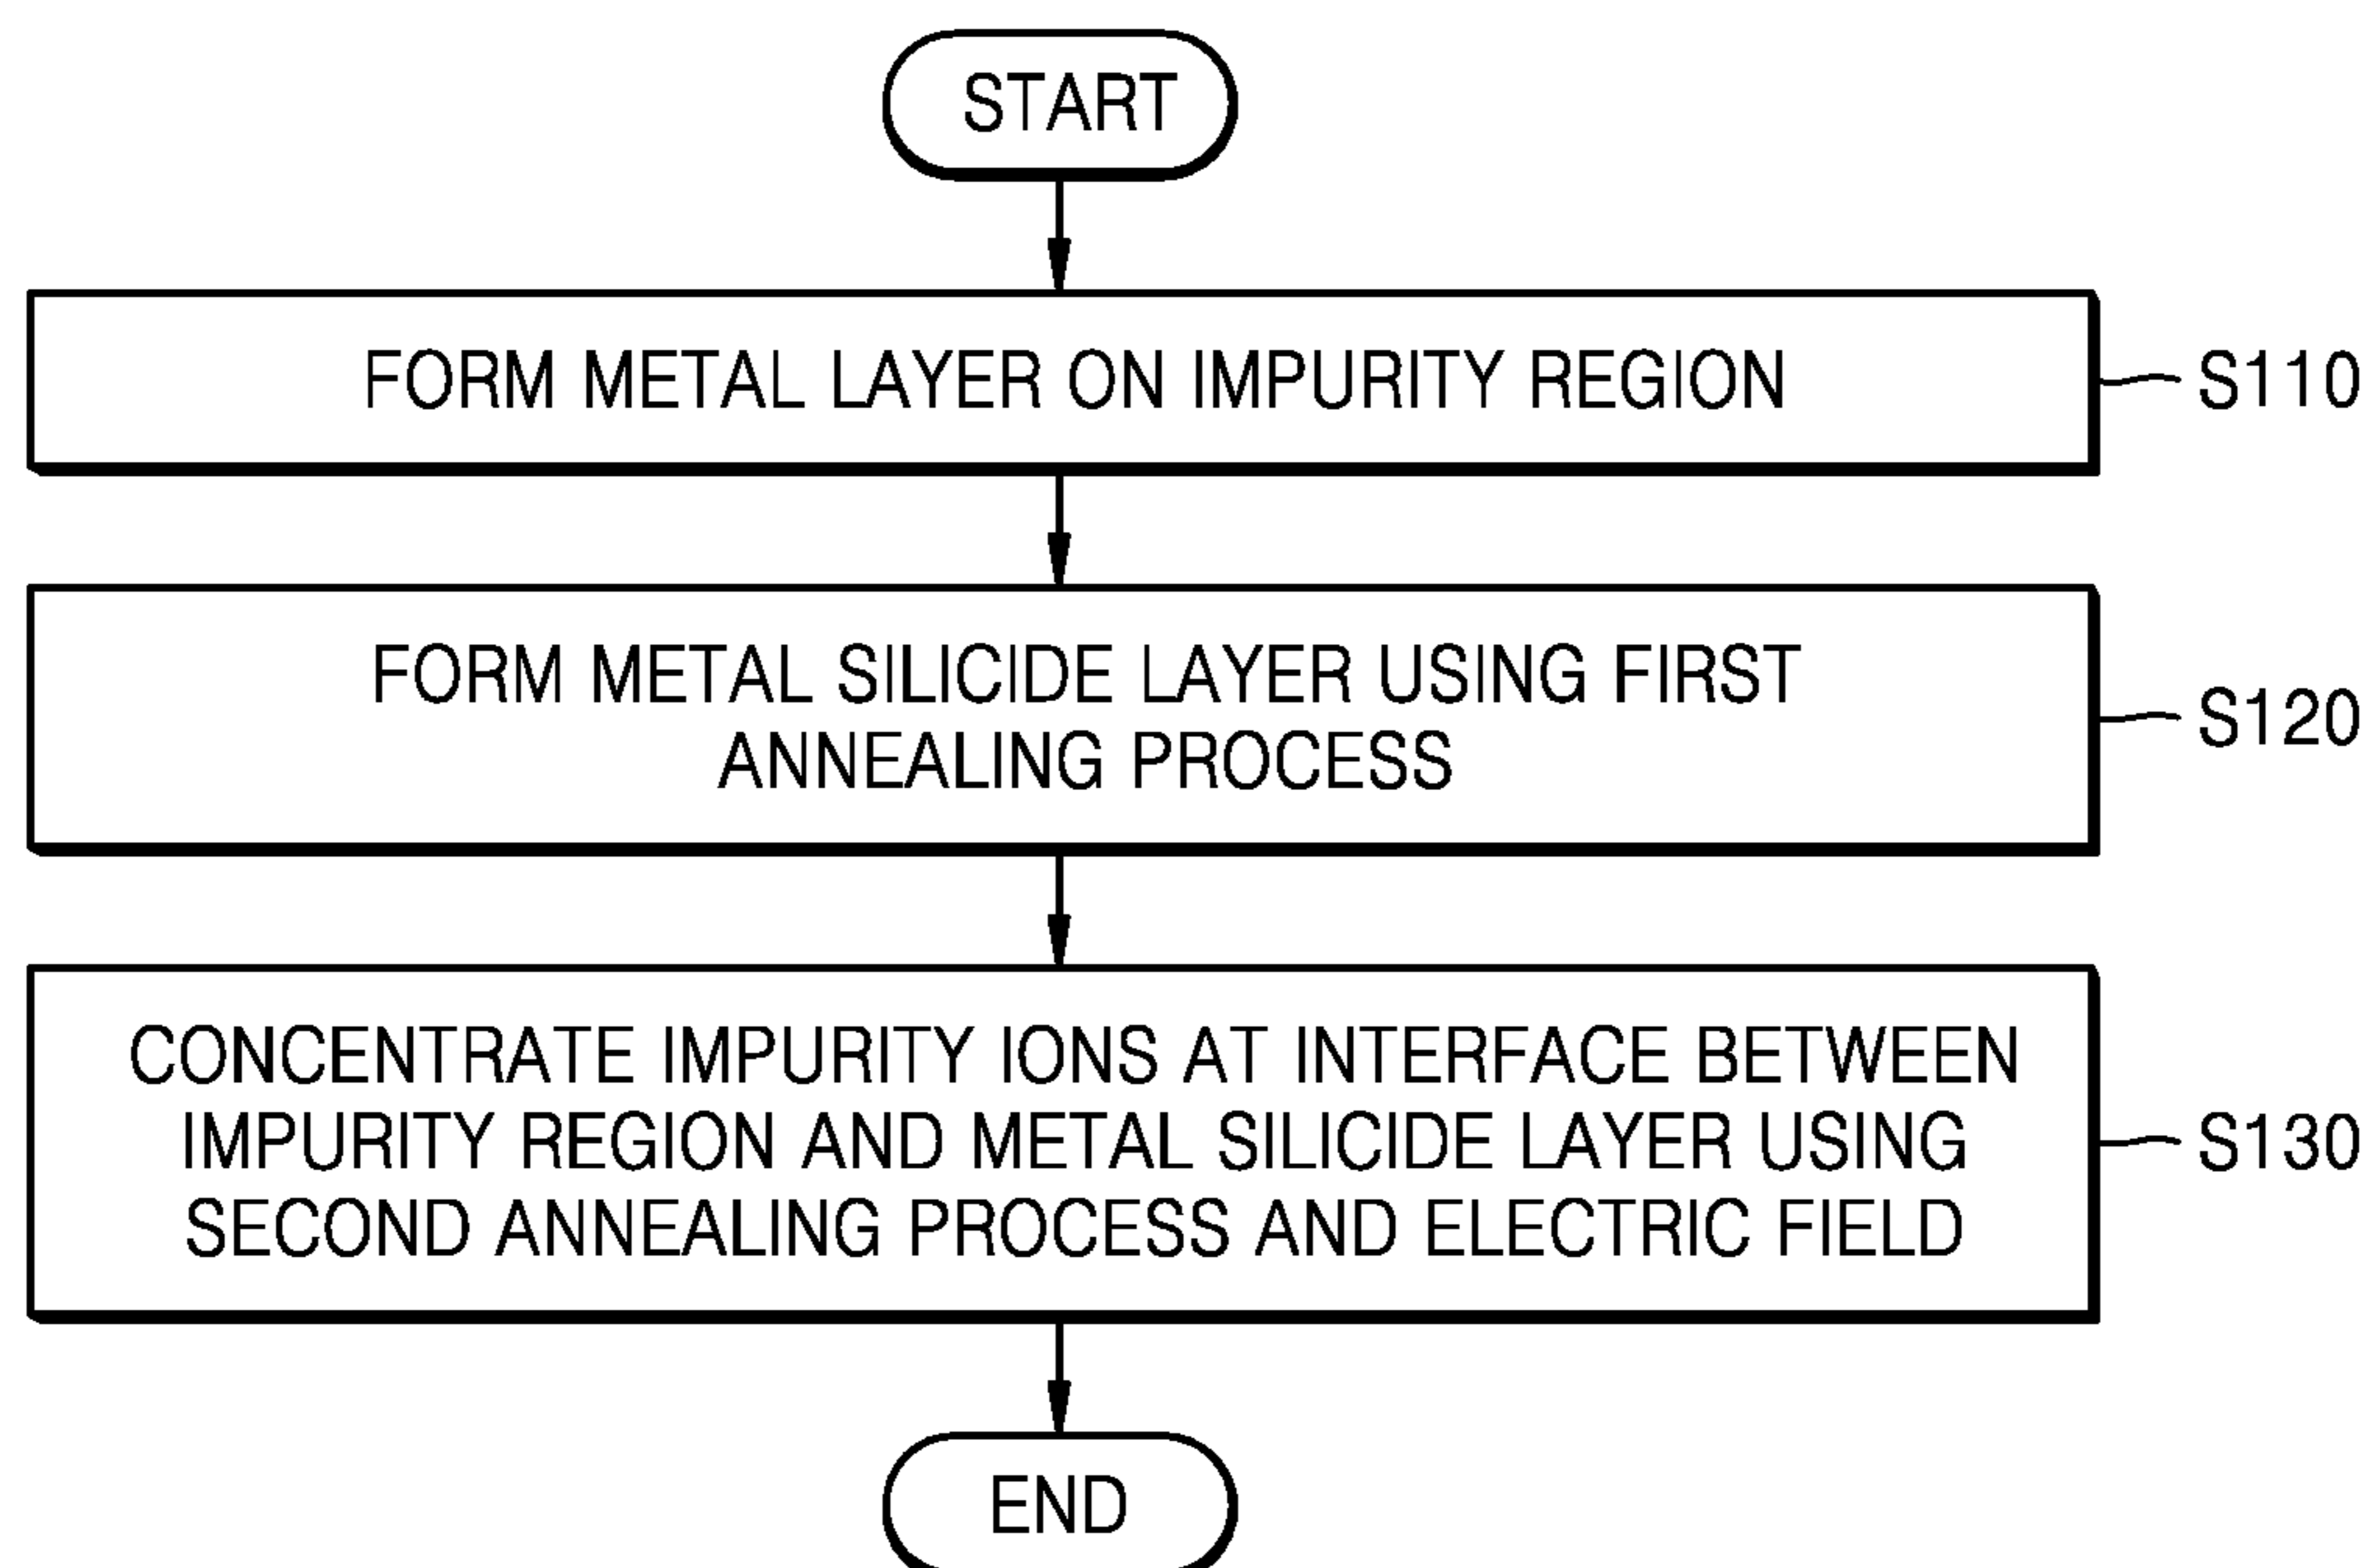 START
FORM METAL LAYER ON IMPURITY REGION
S110
FORM METAL SILICIDE LAYER USING FIRST
ANNEALING PROCESS
S120
CONCENTRATE IMPURITY IONS AT INTERFACE BETWEEN
IMPURITY REGION AND METAL SILICIDE LAYER USING
SECOND ANNEALING PROCESS AND ELECTRIC FIELD
S130
END